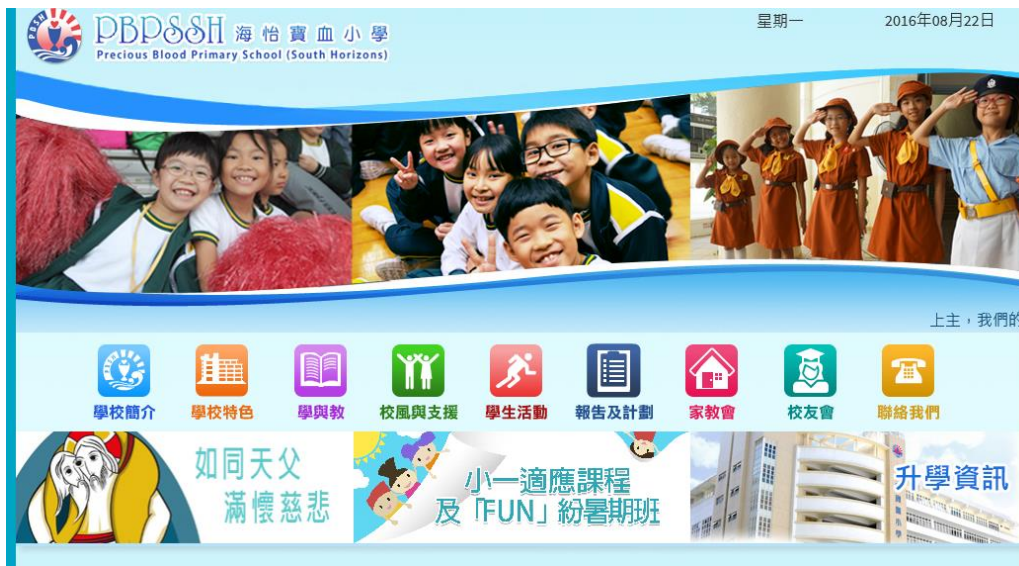 PBPSSH 海怡寶血小學
Precious Blood Primary School (South Horizons)
星期一 2016年08月22日
上主，我們的
學校簡介 學校特色 學與教 校風與支援 學生活動 報告及計劃 家教會 校友會 聯絡我們
如同天父
滿懷慈悲
小一適應課程
及「FUN」紛暑期班
升學資訊